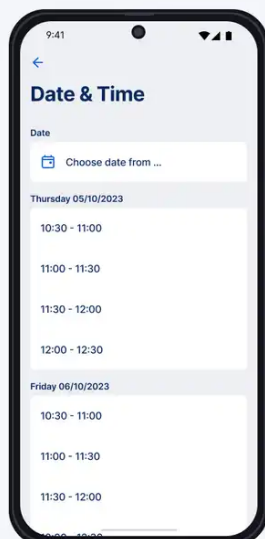 9:41
Date & Time
Date
Choose date from ...
Thursday 05/10/2023
10:30 - 11:00
11:00 - 11:30
11:30 - 12:00
12:00 - 12:30
Friday 06/10/2023
10:30 - 11:00
11:00 - 11:30
11:30 - 12:00